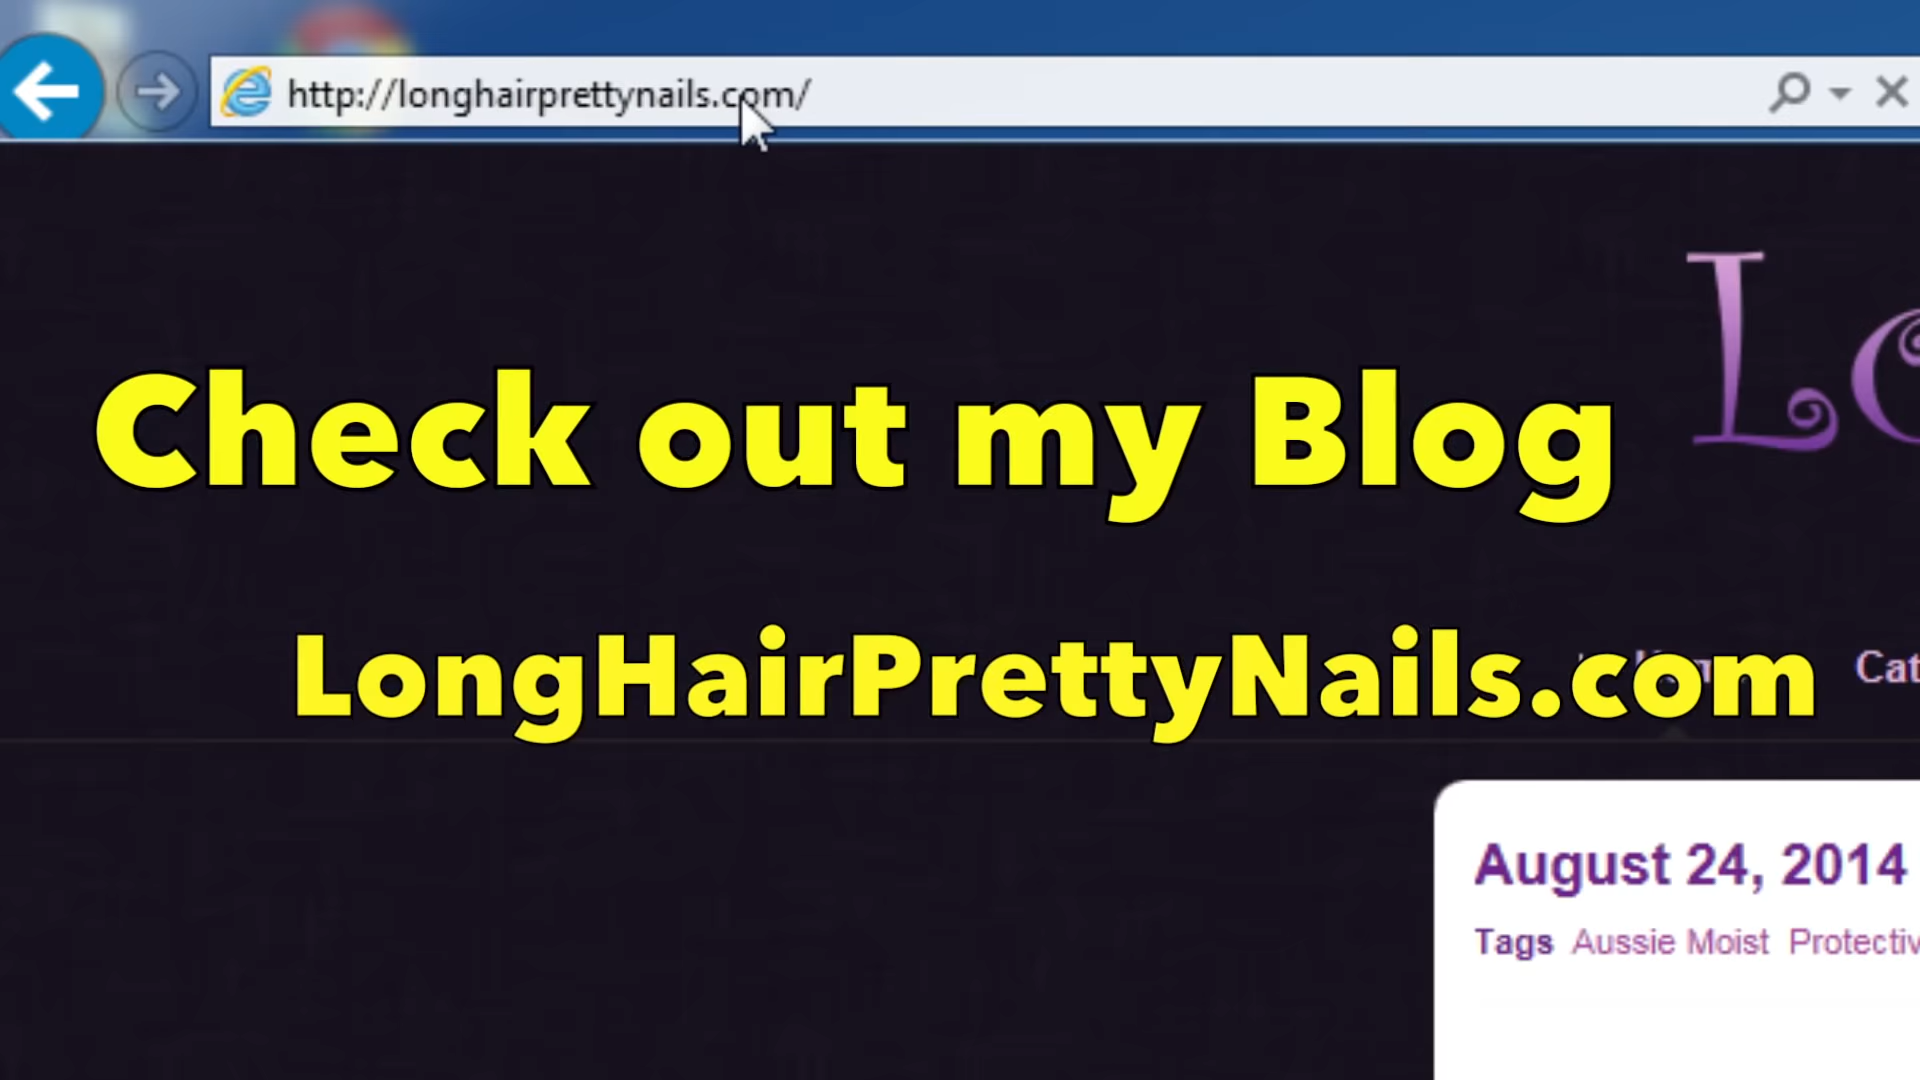 http://longhairprettynails.com/
Check out my Blog
LongHairPrettyNails.com
August 24, 2014
Tags Aussie Moist